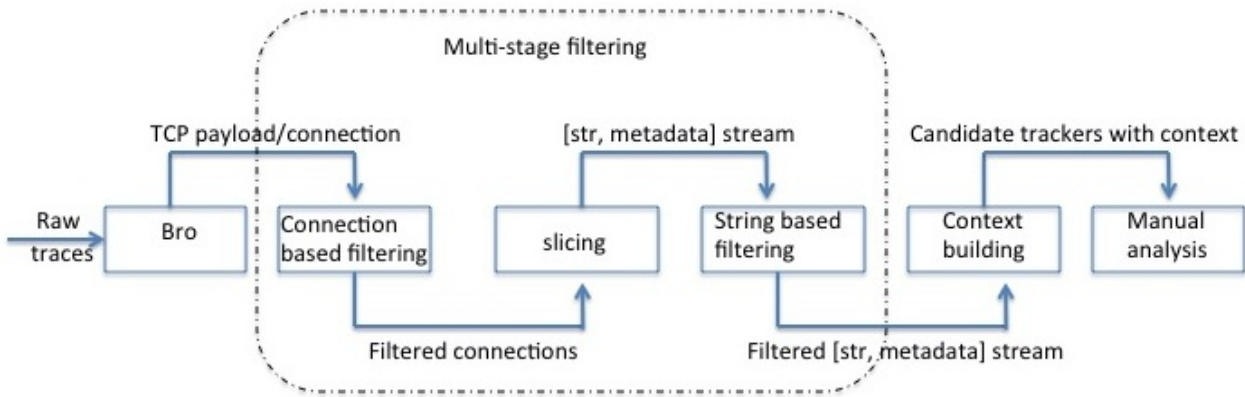 Multi-stage filtering
TCP payload/connection
[str, metadata] stream
Candidate trackers with context
Raw
traces
Bro
Connection
based filtering
slicing
String based
filtering
Context
building
Manual
analysis
Filtered connections
Filtered [str, metadata] stream